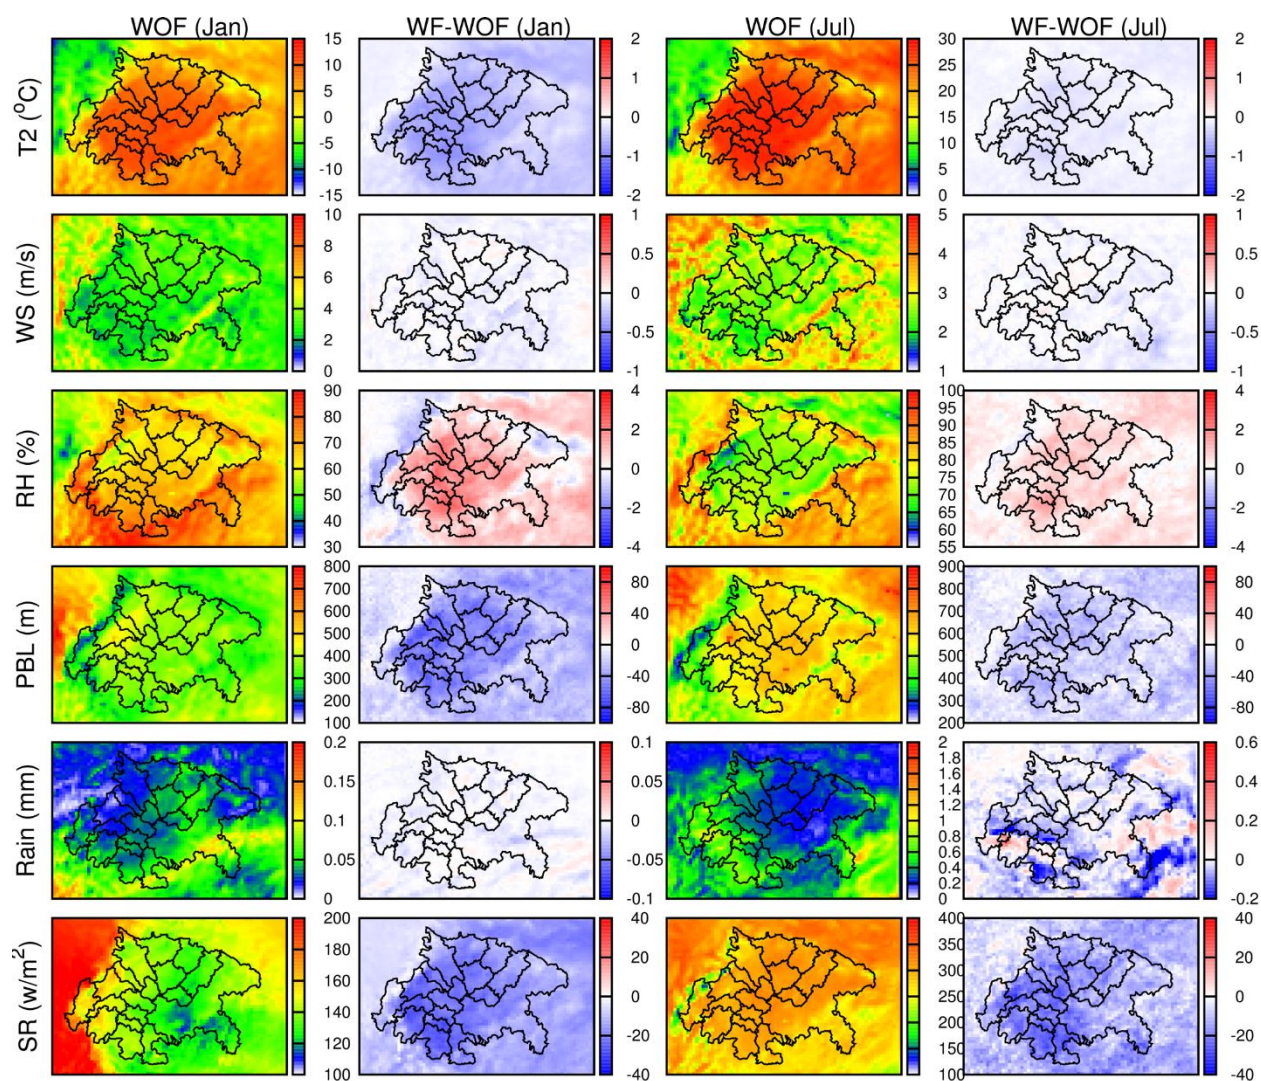 WOF (Jan) WF-WOF (Jan) WOF (Jul) WF-WOF (Jul)
T2 (°C)
15 10 5 0 -5 -10 -15
2 1 0 -1 -2
30 25 20 15 10 5 0
2 1 0 -1 -2
WS (m/s)
10 8 6 4 2 0
1 0.5 0 -0.5 -1
5 4 3 2 1
1 0.5 0 -0.5 -1
RH (%)
90 80 70 60 50 40 30
4 2 0 -2 -4
100 95 90 85 80 75 70 65 60 55
4 2 0 -2 -4
PBL (m)
800 700 600 500 400 300 200 100
80 40 0 -40 -80
900 800 700 600 500 400 300 200
80 40 0 -40 -80
Rain (mm)
0.2 0.15 0.1 0.05 0
0.1 0.05 0 -0.05 -0.1
2 1.8 1.6 1.4 1.2 1 0.8 0.6 0.4 0.2 0
0.6 0.4 0.2 0 -0.2
SR (w/m²)
200 180 160 140 120 100
40 20 0 -20 -40
400 350 300 250 200 150 100
40 20 0 -20 -40